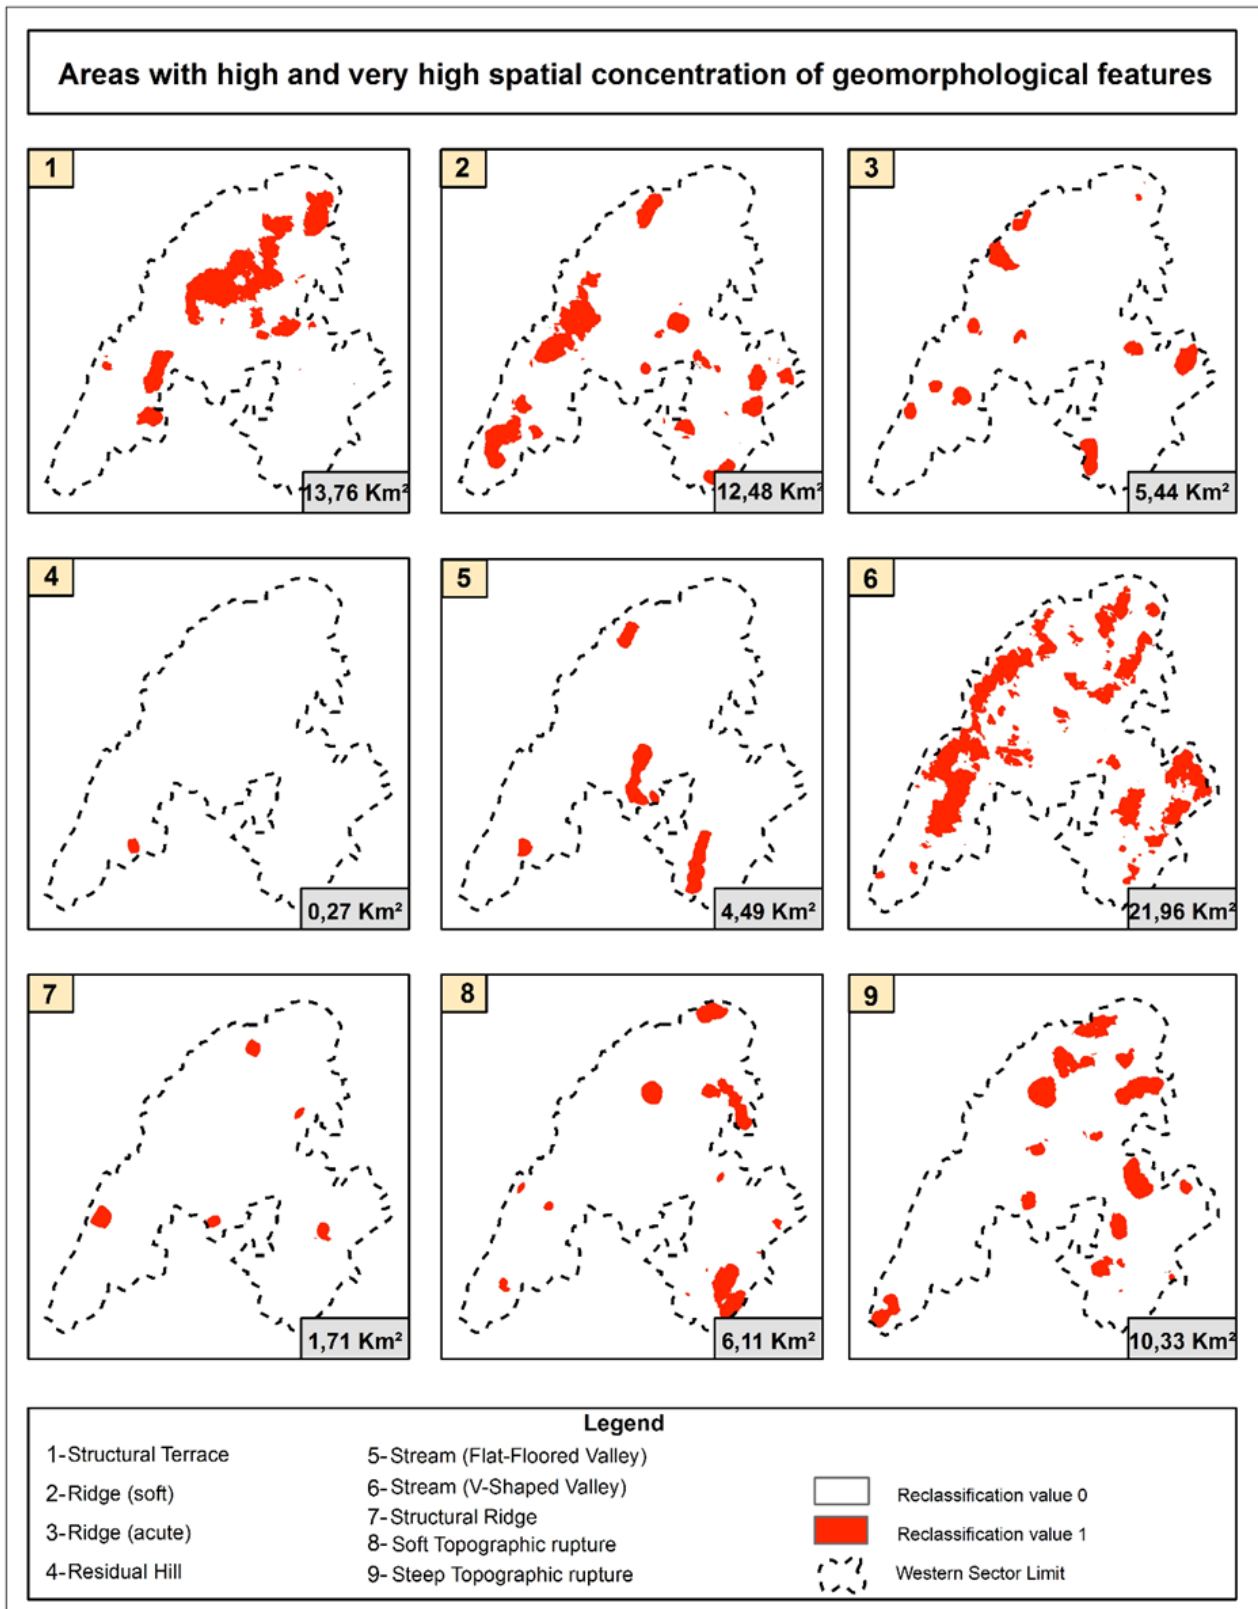 Areas with high and very high spatial concentration of geomorphological features
1
2
3
13,76 Km²
12,48 Km²
5,44 Km²
4
5
6
0,27 Km²
4,49 Km²
21,96 Km²
7
8
9
1,71 Km²
6,11 Km²
10,33 Km²
Legend
1-Structural Terrace
2-Ridge (soft)
3-Ridge (acute)
4-Residual Hill
5-Stream (Flat-Floored Valley)
6-Stream (V-Shaped Valley)
7-Structural Ridge
8- Soft Topographic rupture
9- Steep Topographic rupture
Reclassification value 0
Reclassification value 1
Western Sector Limit